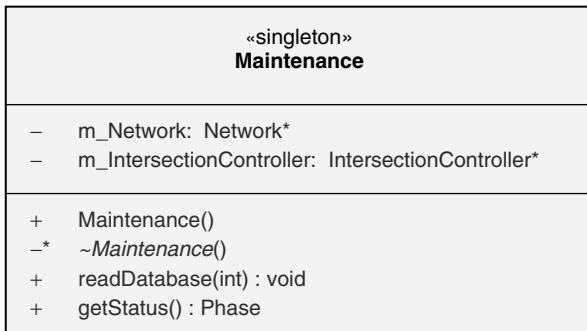 «singleton»
Maintenance
– m_Network: Network*
– m_IntersectionController: IntersectionController*
+ Maintenance()
–* ~Maintenance()
+ readDatabase(int) : void
+ getStatus() : Phase